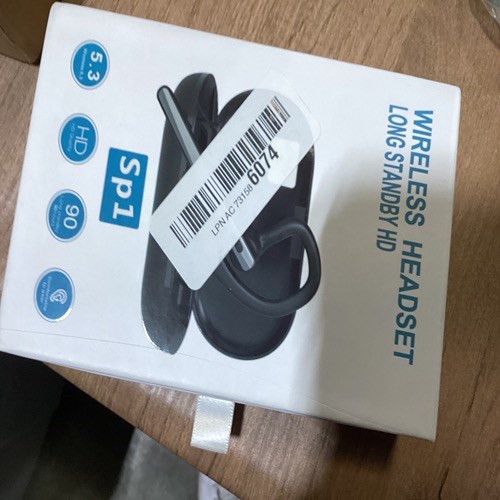 WIRELESS HEADSET
LONG STANDBY HD
LPN AC 73158 6074
Sp1
5.3
HD
90